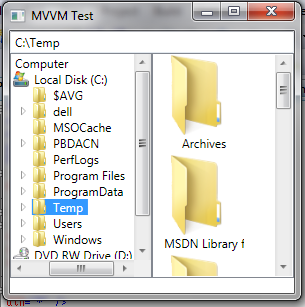 MVVM Test
C:\Temp
Computer
Local Disk (C:)
$AVG
dell
MSOCache
PBDACN
PerfLogs
Program Files
ProgramData
Temp
Users
Windows
DVD RW Drive (D:)
Archives
MSDN Library f